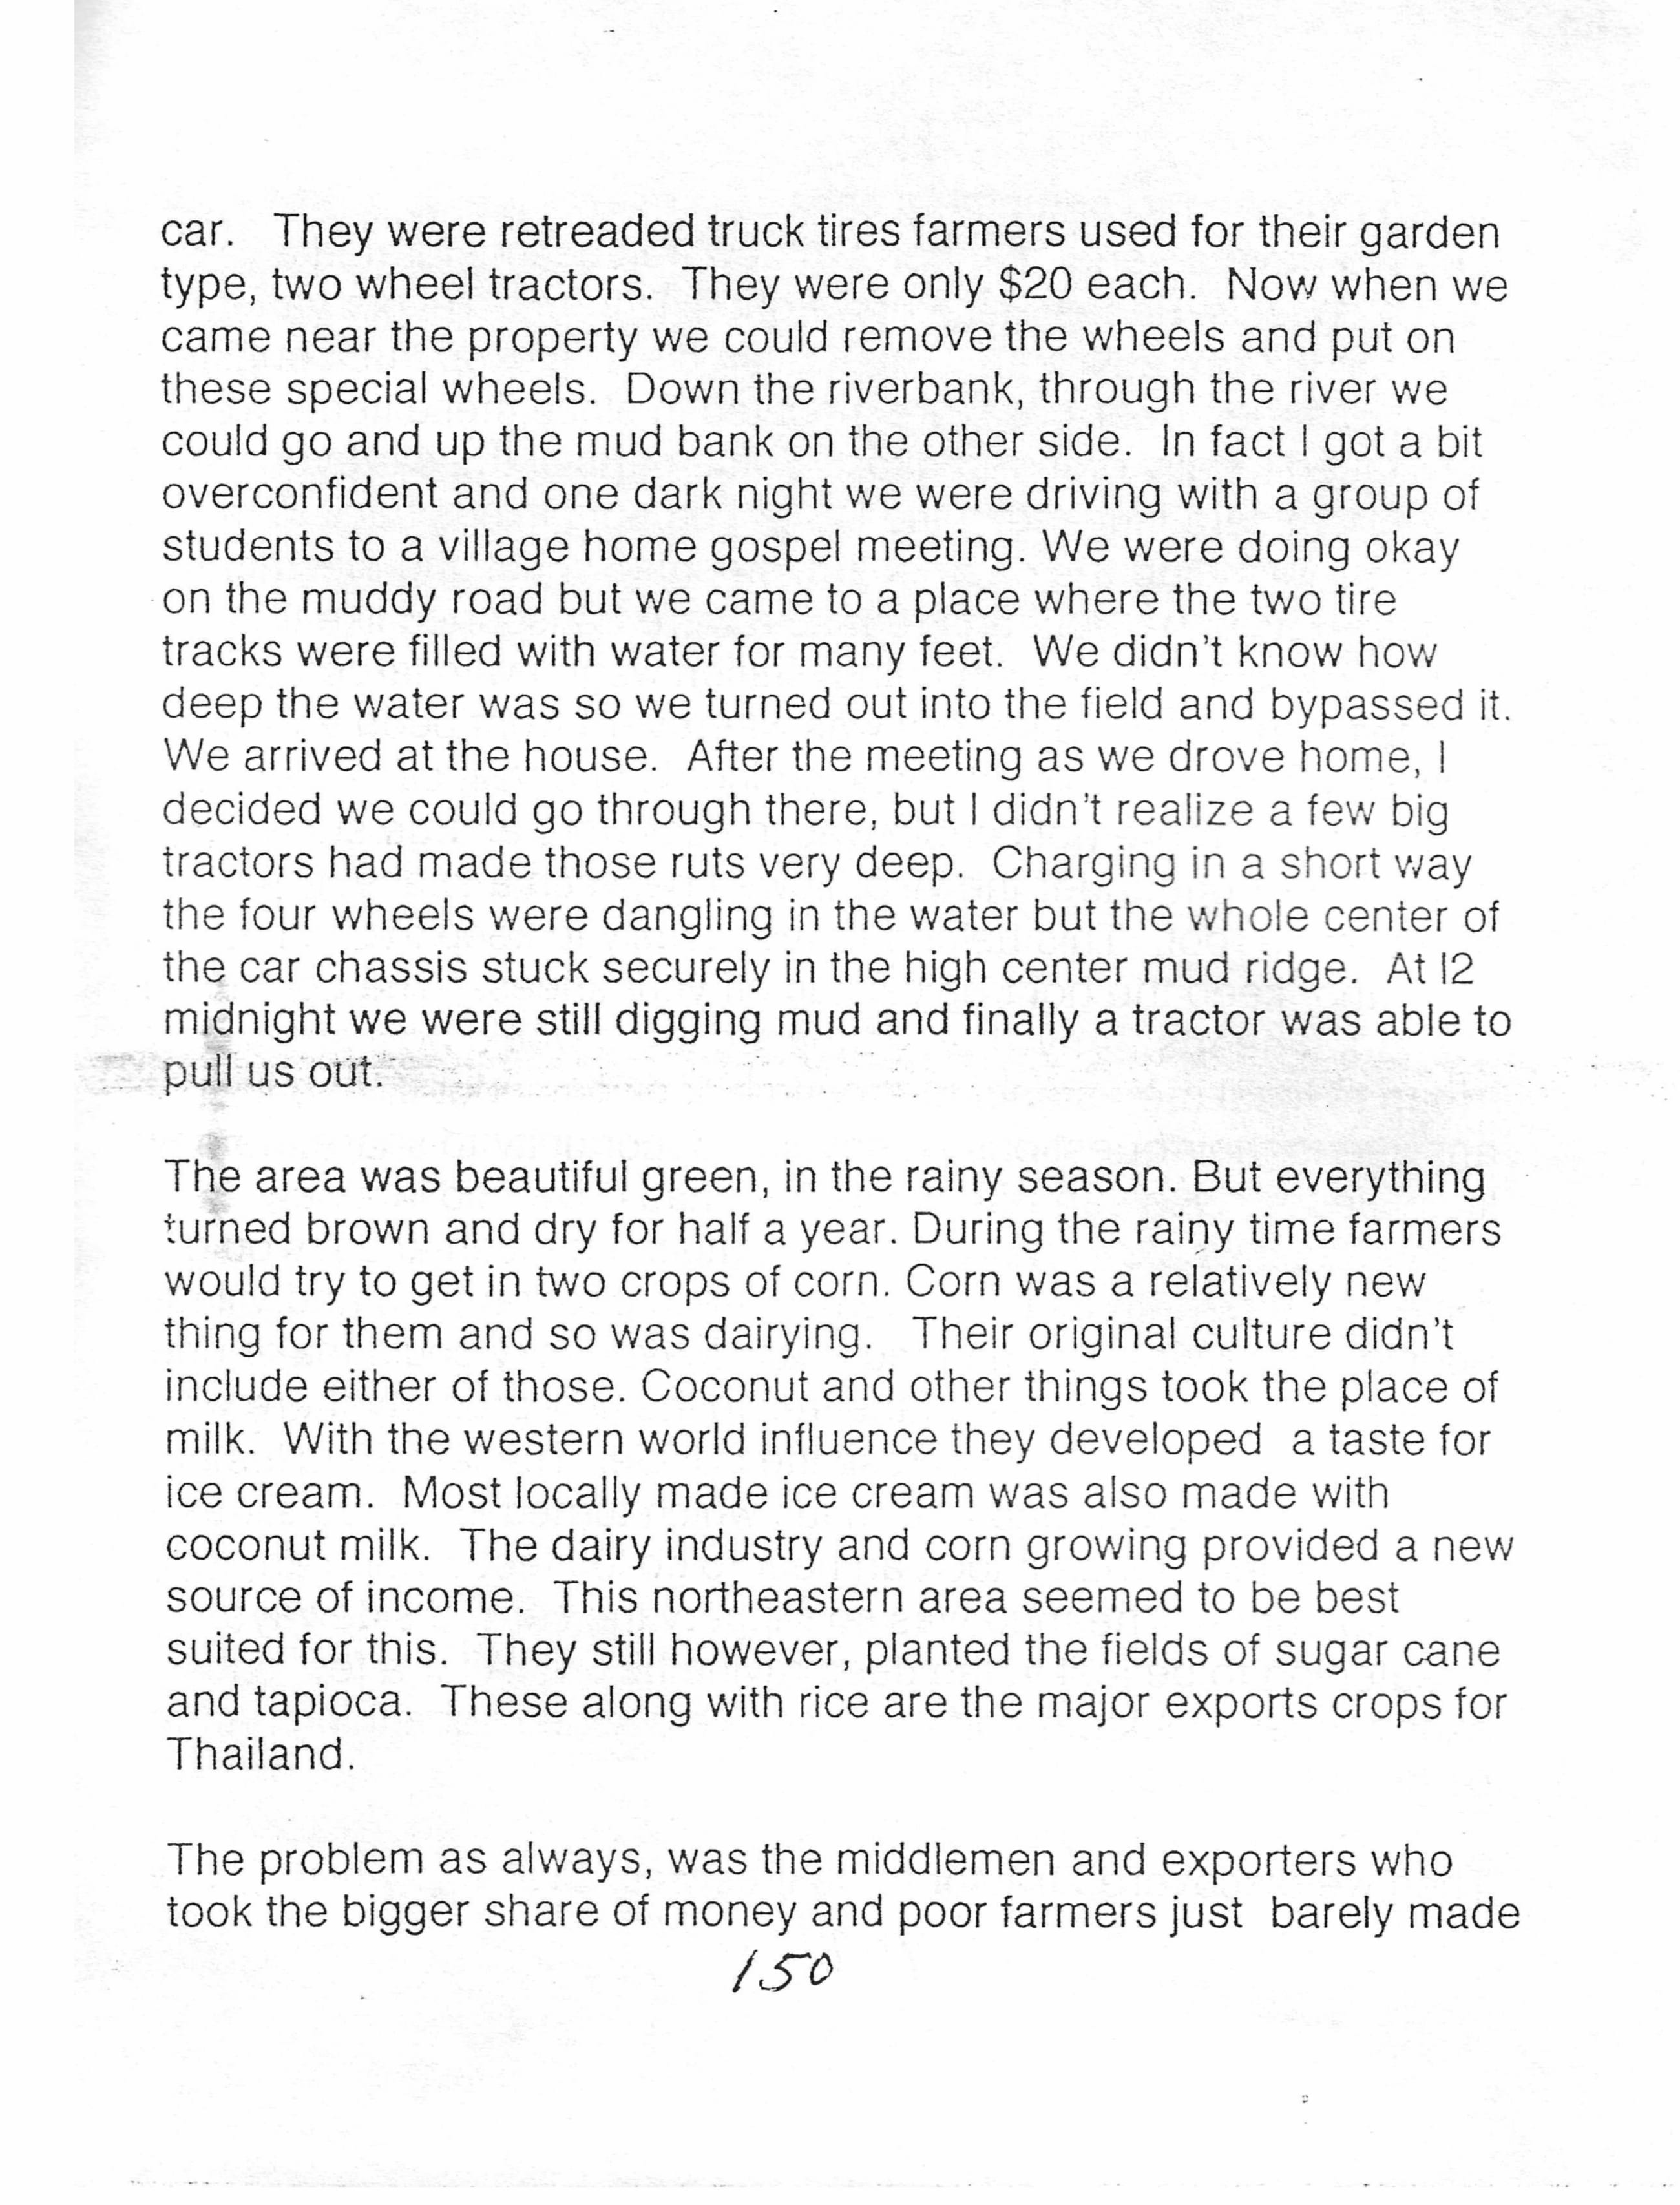 car.   They were retreaded truck tires farmers used for their garden
type, two wheel tractors.  They were only $20 each.  Now when we
came near the property we could remove the wheels and put on
these special wheels.  Down the riverbank, through the river we
could go and up the mud bank on the other side.  In fact I got a bit
overconfident and one dark night we were driving with a group of
students to a village home gospel meeting. We were doing okay
on the muddy road but we came to a place where the two tire
tracks were filled with water for many feet.  We didn't know how
deep the water was so we turned out into the field and bypassed it.
We arrived at the house.  After the meeting as we drove home, I
decided we could go through there, but I didn't realize a few big
tractors had made those ruts very deep.  Charging in a short way
the four wheels were dangling in the water but the whole center of
the car chassis stuck securely in the high center mud ridge.  At l2
midnight we were still digging mud and finally a tractor was able to
pull us out.
The area was beautiful green, in the rainy season. But everything
turned brown and dry for half a year. During the rainy time farmers
would try to get in two crops of corn. Corn was a relatively new
thing for them and so was dairying.   Their original culture didn't
include either of those. Coconut and other things took the place of
milk.  With the western world influence they developed  a taste for
ice cream.  Most locally made ice cream was also made with
coconut milk.  The dairy industry and corn growing provided a new
source of income.  This northeastern area seemed to be best
suited for this.  They still however, planted the fields of sugar cane
and tapioca.  These along with rice are the major exports crops for
Thailand.
The problem as always, was the middlemen and exporters who
took the bigger share of money and poor farmers just  barely made
150